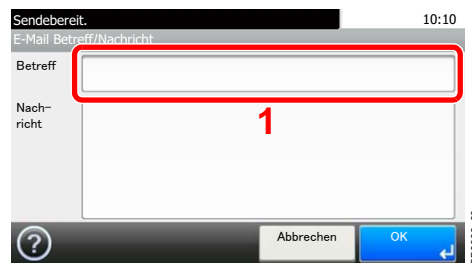 Sendebereit. 10:10
E-Mail Betreff/Nachricht
Betreff
Nach-
richt
1
? Abbrechen OK